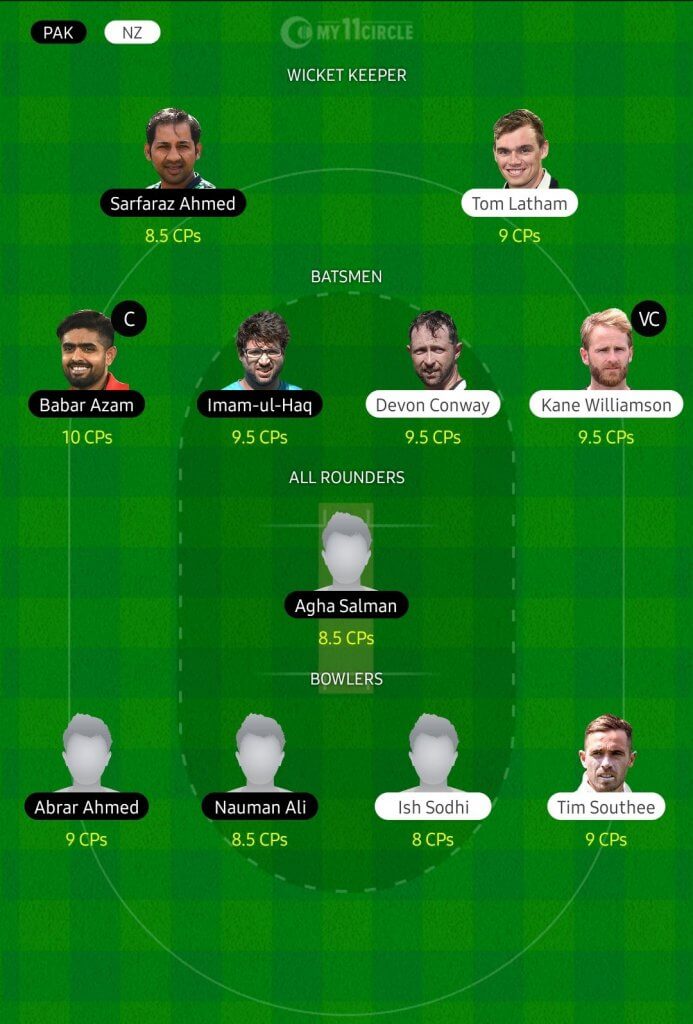 PAK NZ MY11CIRCLE
WICKET KEEPER
Sarfaraz Ahmed Tom Latham
8.5 CPs 9 CPs
BATSMEN
C VC
Babar Azam Imam-ul-Haq Devon Conway Kane Williamson
10 CPs 9.5 CPs 9.5 CPs 9.5 CPs
ALL ROUNDERS
Agha Salman
8.5 CPs
BOWLERS
Abrar Ahmed Nauman Ali Ish Sodhi Tim Southee
9 CPs 8.5 CPs 8 CPs 9 CPs